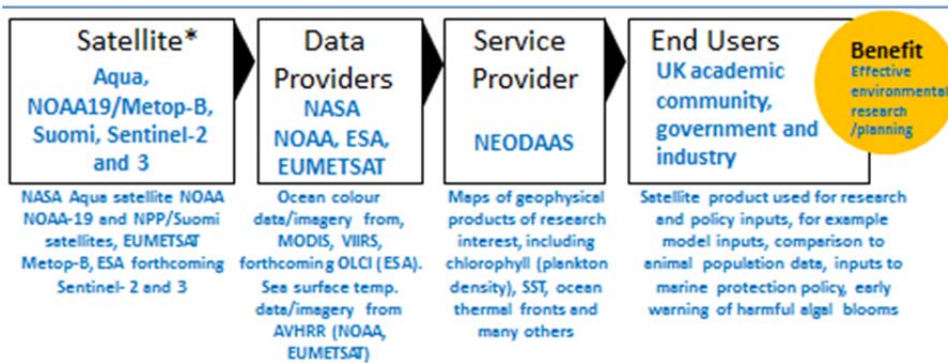 Satellite*
Aqua,
NOAA19/Metop-B,
Suomi, Sentinel-2
and 3
NASA Aqua satellite NOAA
NOAA-19 and NPP/Suomi
satellites, EUMETSAT
Metop-B, ESA forthcoming
Sentinel- 2 and 3
Data
Providers
NASA
NOAA, ESA,
EUMETSAT
Ocean colour
data/imagery from,
MODIS, VIIRS,
forthcoming OLCI (ESA).
Sea surface temp.
data/imagery from
AVHRR (NOAA,
EUMETSAT)
Service
Provider
NEODAAS
Maps of geophysical
products of research
interest, including
chlorophyll (plankton
density), SST, ocean
thermal fronts and
many others
End Users
UK academic
community,
government and
industry
Satellite product used for research
and policy inputs, for example
model inputs, comparison to
animal population data, inputs to
marine protection policy, early
warning of harmful algal blooms
Benefit
Effective
environmental
research
/planning